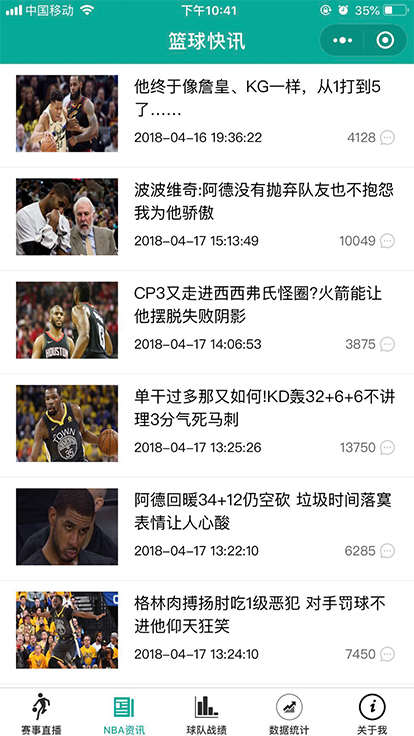 中国移动 下午10:41 35%
篮球快讯
他终于像詹皇、KG一样，从1打到5
了……
2018-04-16 19:36:22 4128
波波维奇:阿德没有抛弃队友也不抱怨
我为他骄傲
2018-04-17 15:13:49 10049
CP3又走进西西弗氏怪圈?火箭能让
他摆脱失败阴影
2018-04-17 14:06:53 3875
单干过多那又如何!KD轰32+6+6不讲
理3分气死马刺
2018-04-17 13:25:26 13750
阿德回暖34+12仍空砍 垃圾时间落寞
表情让人心酸
2018-04-17 13:22:10 6285
格林肉搏扬肘吃1级恶犯 对手罚球不
进他仰天狂笑
2018-04-17 13:24:10 7450
赛事直播 NBA资讯 球队战绩 数据统计 关于我